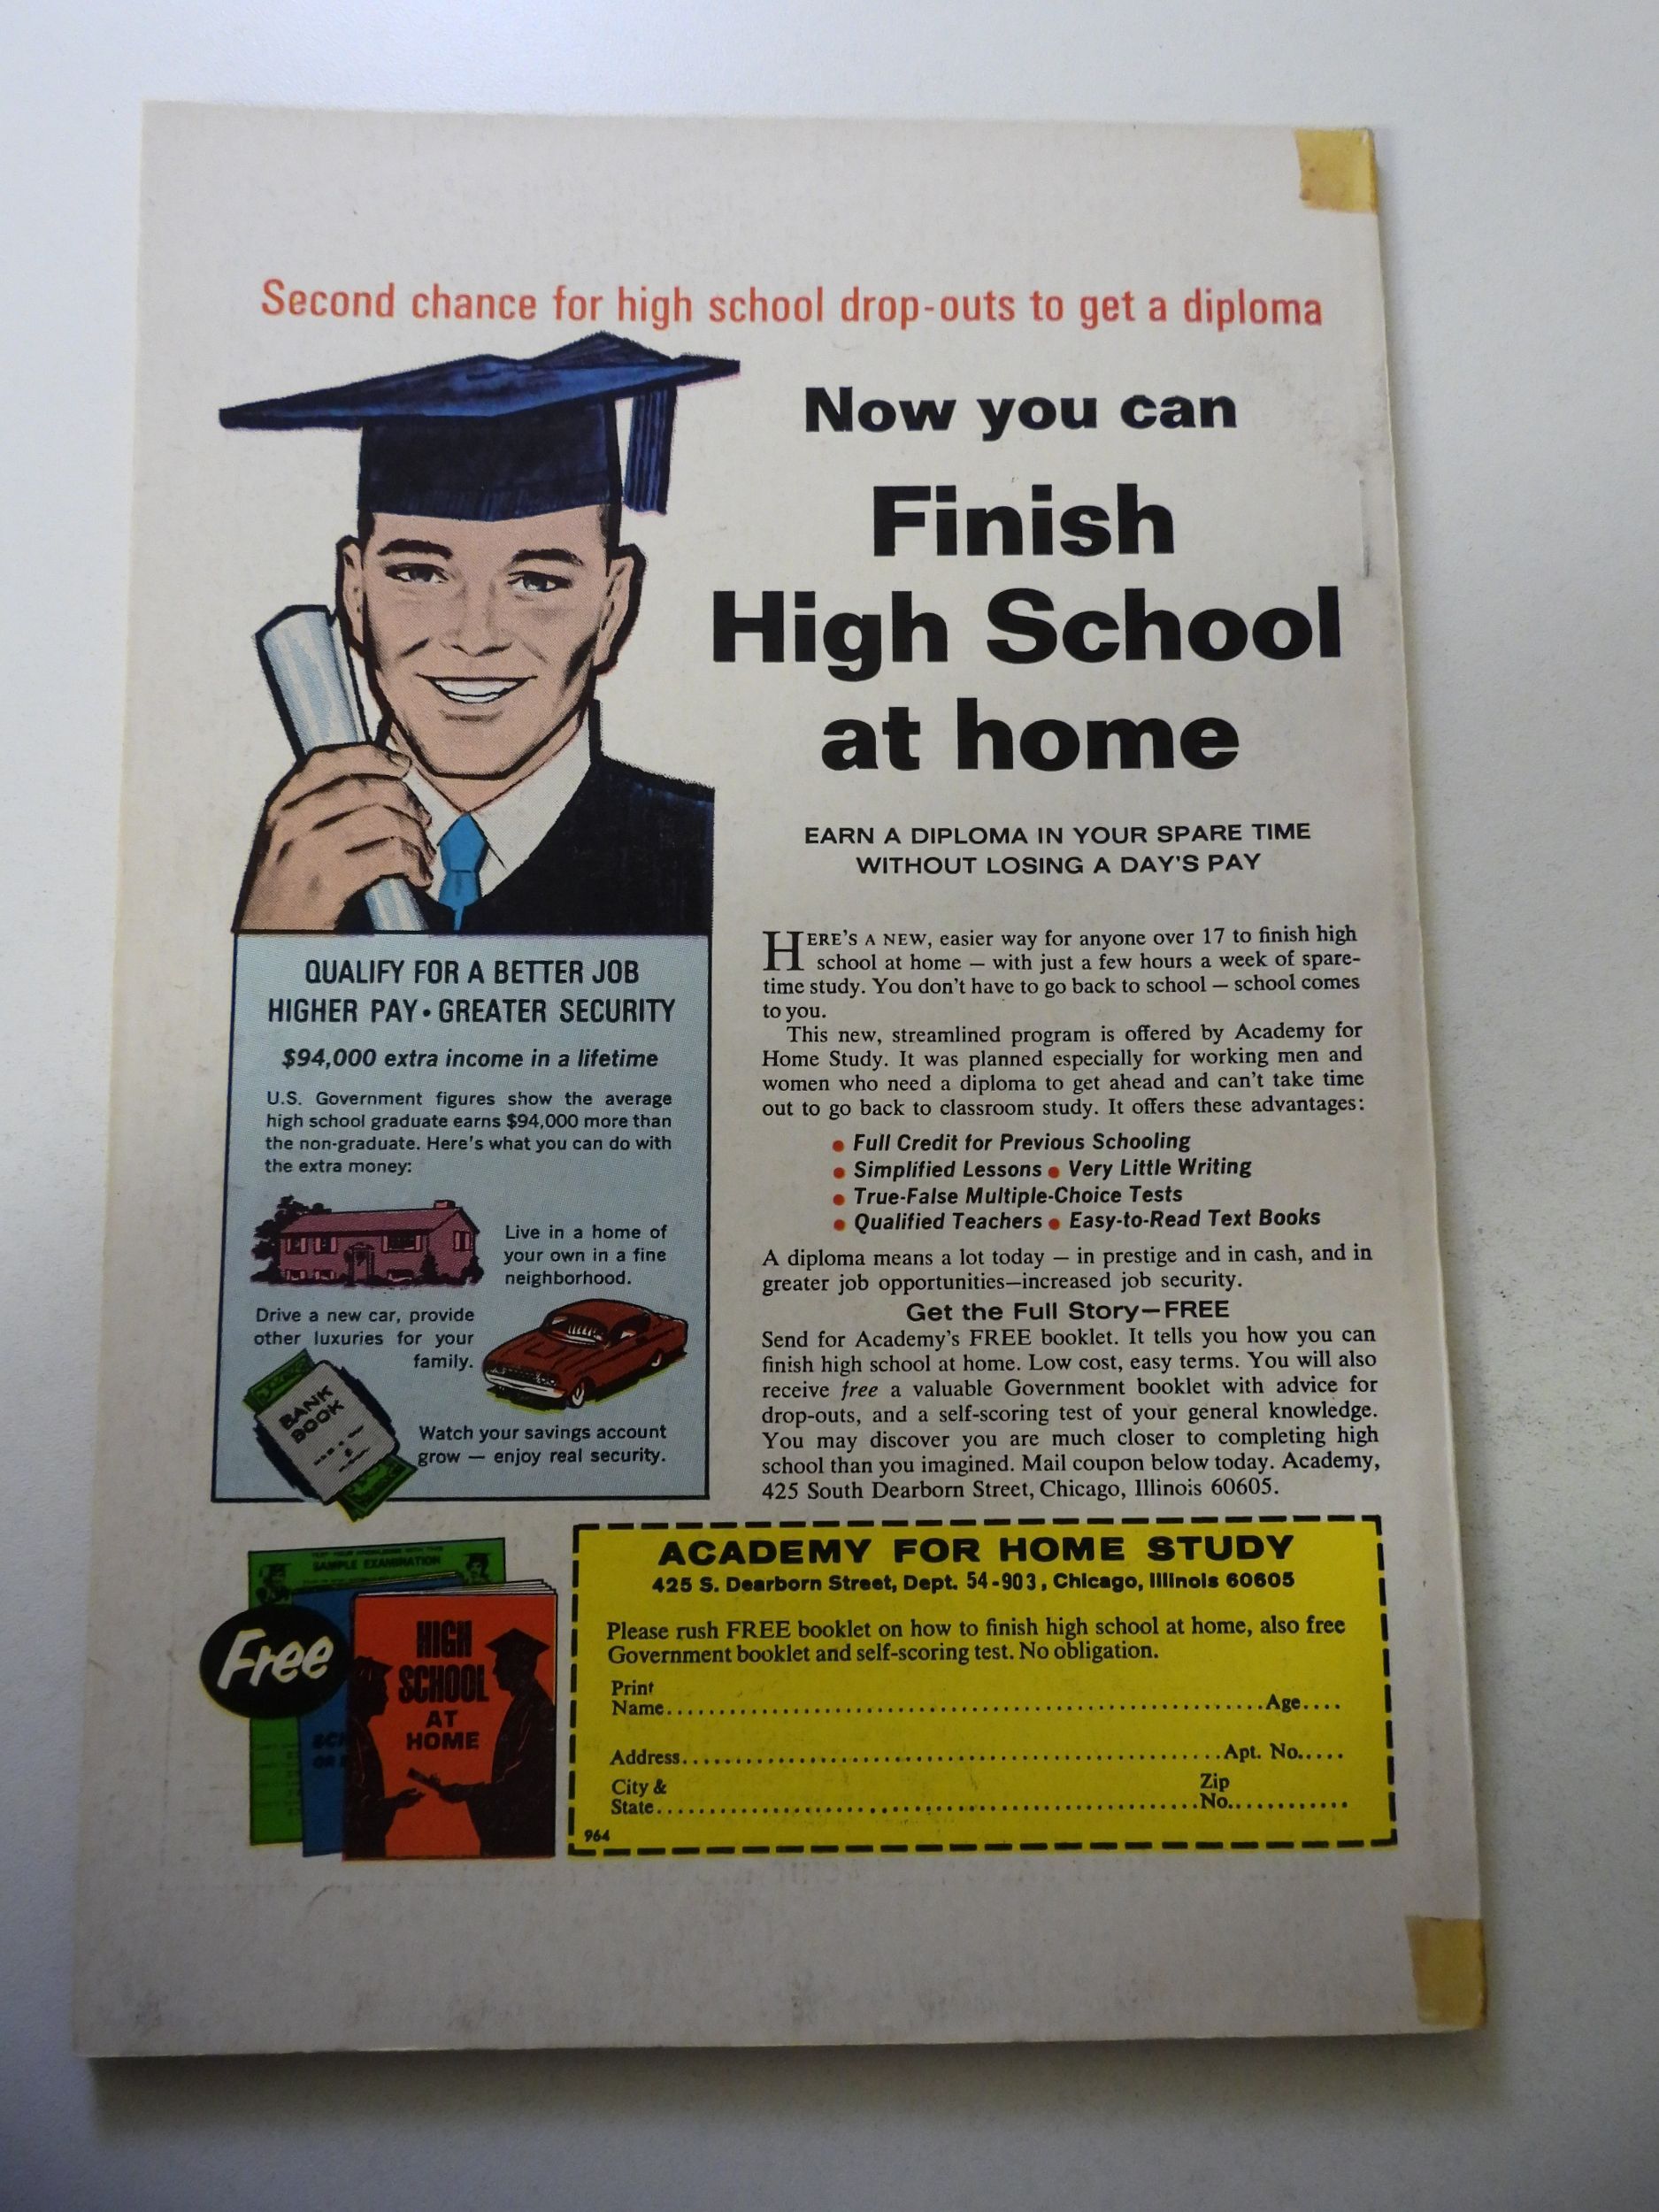 Second chance for high school drop-outs to get a diploma
Now you can
Finish
High School
at home
EARN A DIPLOMA IN YOUR SPARE TIME
WITHOUT LOSING A DAY'S PAY
HERE'S A NEW, easier way for anyone over 17 to finish high
school at home — with just a few hours a week of spare-
time study. You don't have to go back to school — school comes
to you.
This new, streamlined program is offered by Academy for
Home Study. It was planned especially for working men and
women who need a diploma to get ahead and can't take time
out to go back to classroom study. It offers these advantages:
• Full Credit for Previous Schooling
• Simplified Lessons • Very Little Writing
• True-False Multiple-Choice Tests
• Qualified Teachers • Easy-to-Read Text Books
A diploma means a lot today — in prestige and in cash, and in
greater job opportunities—increased job security.
Get the Full Story—FREE
Send for Academy's FREE booklet. It tells you how you can
finish high school at home. Low cost, easy terms. You will also
receive free a valuable Government booklet with advice for
drop-outs, and a self-scoring test of your general knowledge.
You may discover you are much closer to completing high
school than you imagined. Mail coupon below today. Academy,
425 South Dearborn Street, Chicago, Illinois 60605.
QUALIFY FOR A BETTER JOB
HIGHER PAY • GREATER SECURITY
$94,000 extra income in a lifetime
U.S. Government figures show the average
high school graduate earns $94,000 more than
the non-graduate. Here's what you can do with
the extra money:
Live in a home of
your own in a fine
neighborhood.
Drive a new car, provide
other luxuries for your
family.
BANK
BOOK
Watch your savings account
grow — enjoy real security.
SAMPLE EXAMINATION
Free
HIGH
SCHOOL
AT
HOME
ACADEMY FOR HOME STUDY
425 S. Dearborn Street, Dept. 54-903, Chicago, Illinois 60605
Please rush FREE booklet on how to finish high school at home, also free
Government booklet and self-scoring test. No obligation.
Print
Name..........Age....
Address..........Apt. No.....
City & Zip
State..........No............
964